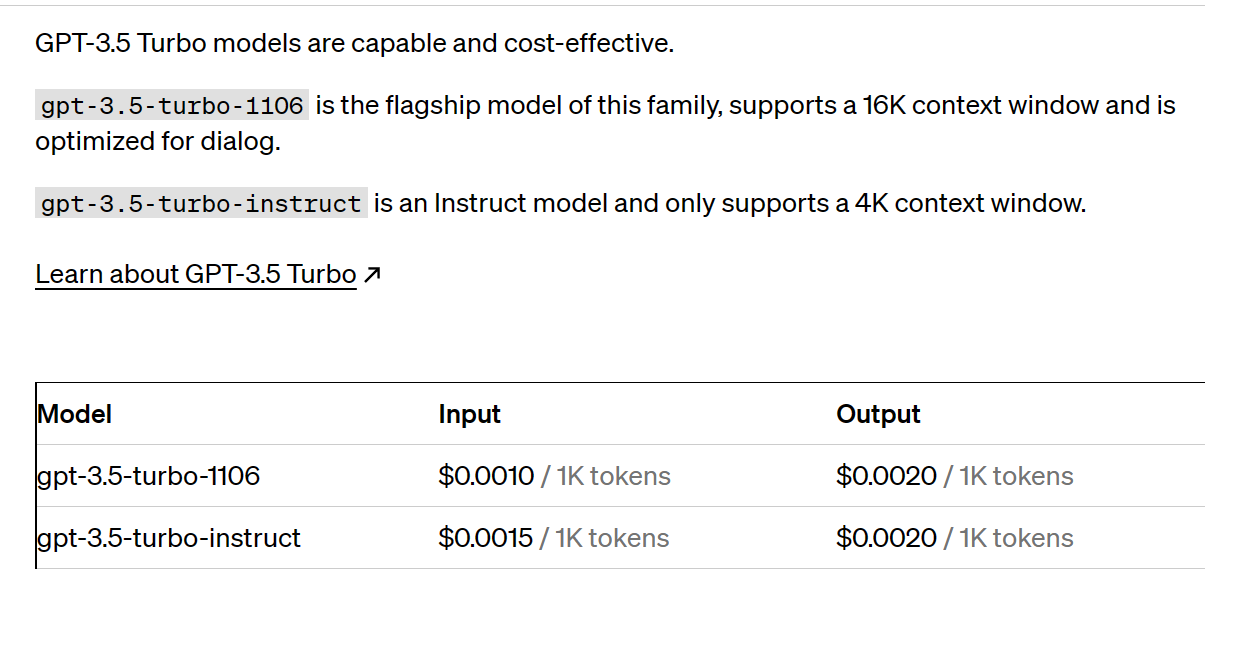 GPT-3.5 Turbo models are capable and cost-effective.
gpt-3.5-turbo-1106 is the flagship model of this family, supports a 16K context window and is
optimized for dialog.
gpt-3.5-turbo-instruct is an Instruct model and only supports a 4K context window.
Learn about GPT-3.5 Turbo ↗
Model Input Output
gpt-3.5-turbo-1106 $0.0010 / 1K tokens $0.0020 / 1K tokens
gpt-3.5-turbo-instruct $0.0015 / 1K tokens $0.0020 / 1K tokens